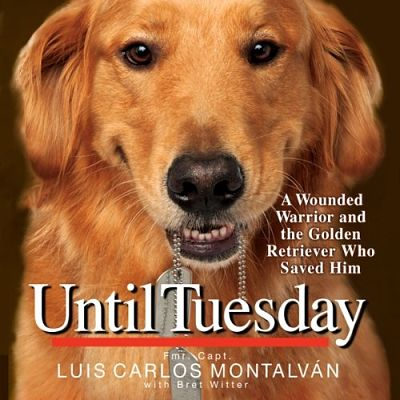 A Wounded
Warrior and
the Golden
Retriever Who
Saved Him
Until Tuesday
Fmr. Capt.
LUIS CARLOS MONTALVÁN
with Bret Witter